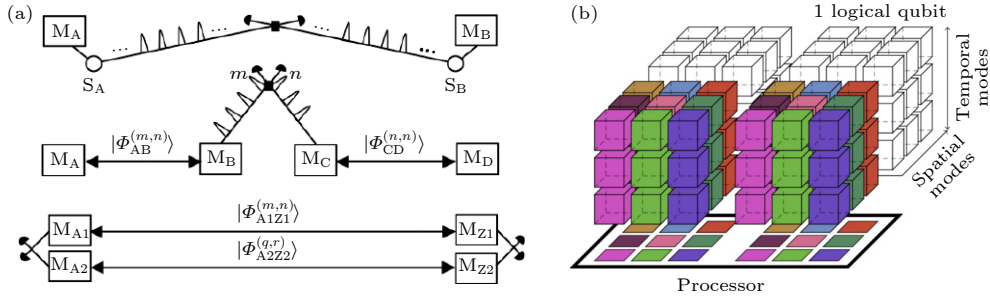 (a)
M_A
M_B
S_A
S_B
m
n
|Φ_AB^(m,n)⟩
|Φ_CD^(n,n)⟩
M_A
M_B
M_C
M_D
|Φ_A1Z1^(m,n)⟩
M_A1
M_Z1
|Φ_A2Z2^(q,r)⟩
M_A2
M_Z2
(b)
1 logical qubit
Temporal
modes
Spatial
modes
Processor